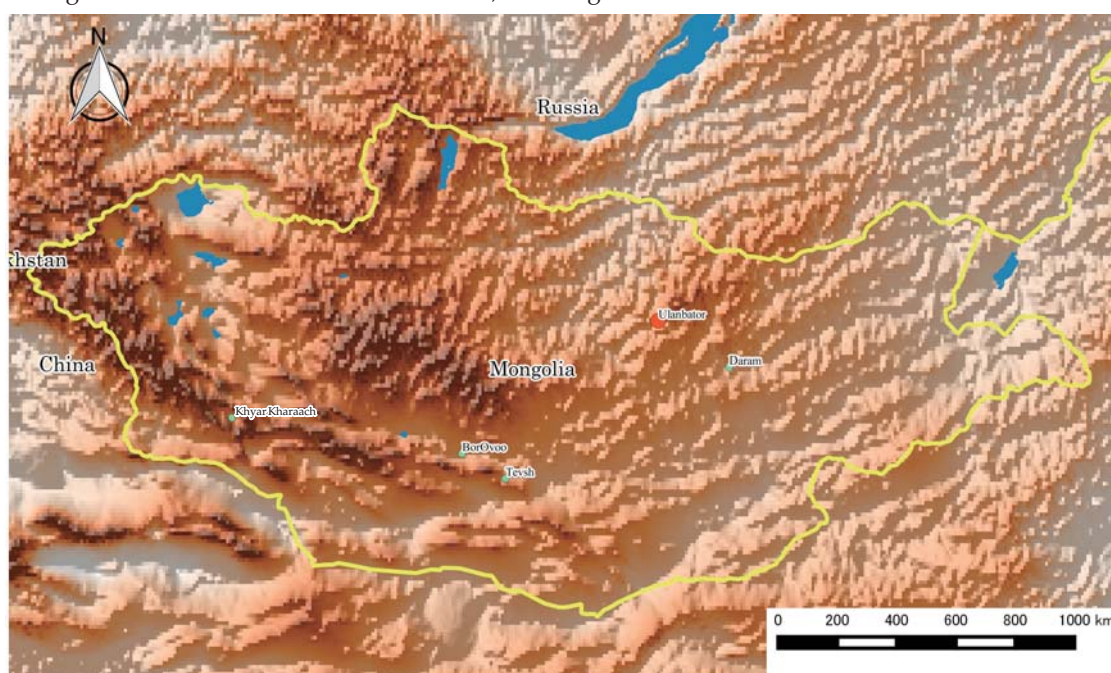 N
Russia
khstan
Ulanbator
China
Mongolia
Daram
Khyar Kharaach
BorOvoo
Tevsh
0 200 400 600 800 1000 km